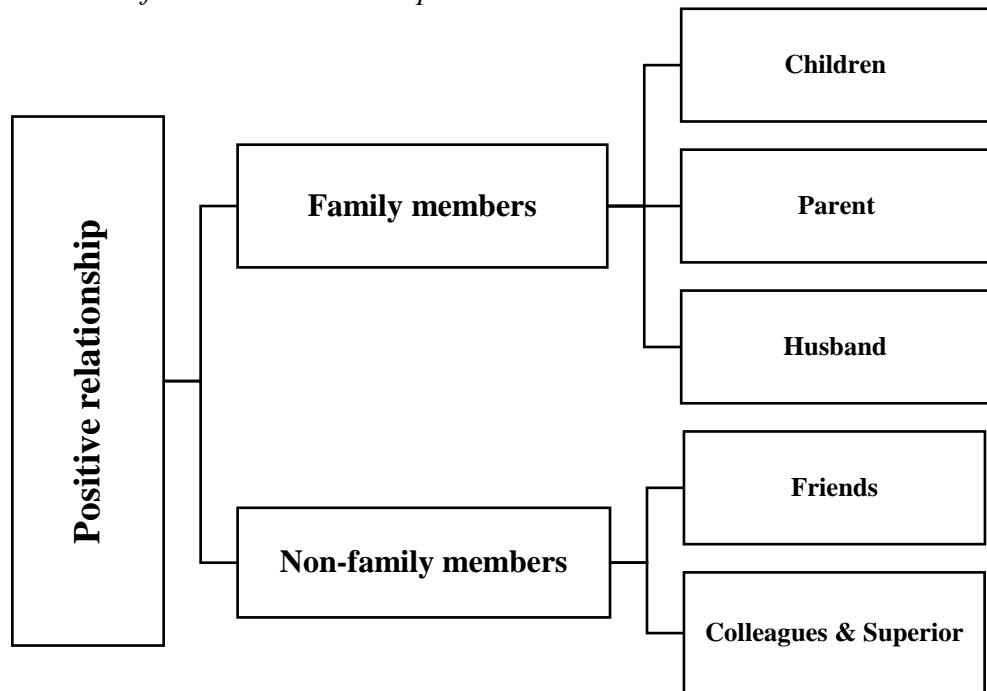 Positive relationship
Family members
Children
Parent
Husband
Non-family members
Friends
Colleagues & Superior